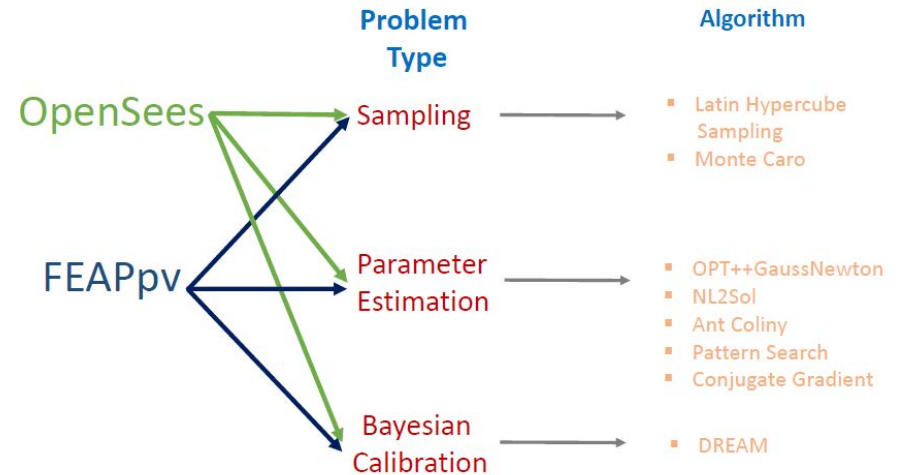 Problem
Type
Algorithm
OpenSees
Sampling
Latin Hypercube
Sampling
Monte Caro
FEAPpv
Parameter
Estimation
OPT++GaussNewton
NL2Sol
Ant Coliny
Pattern Search
Conjugate Gradient
Bayesian
Calibration
DREAM